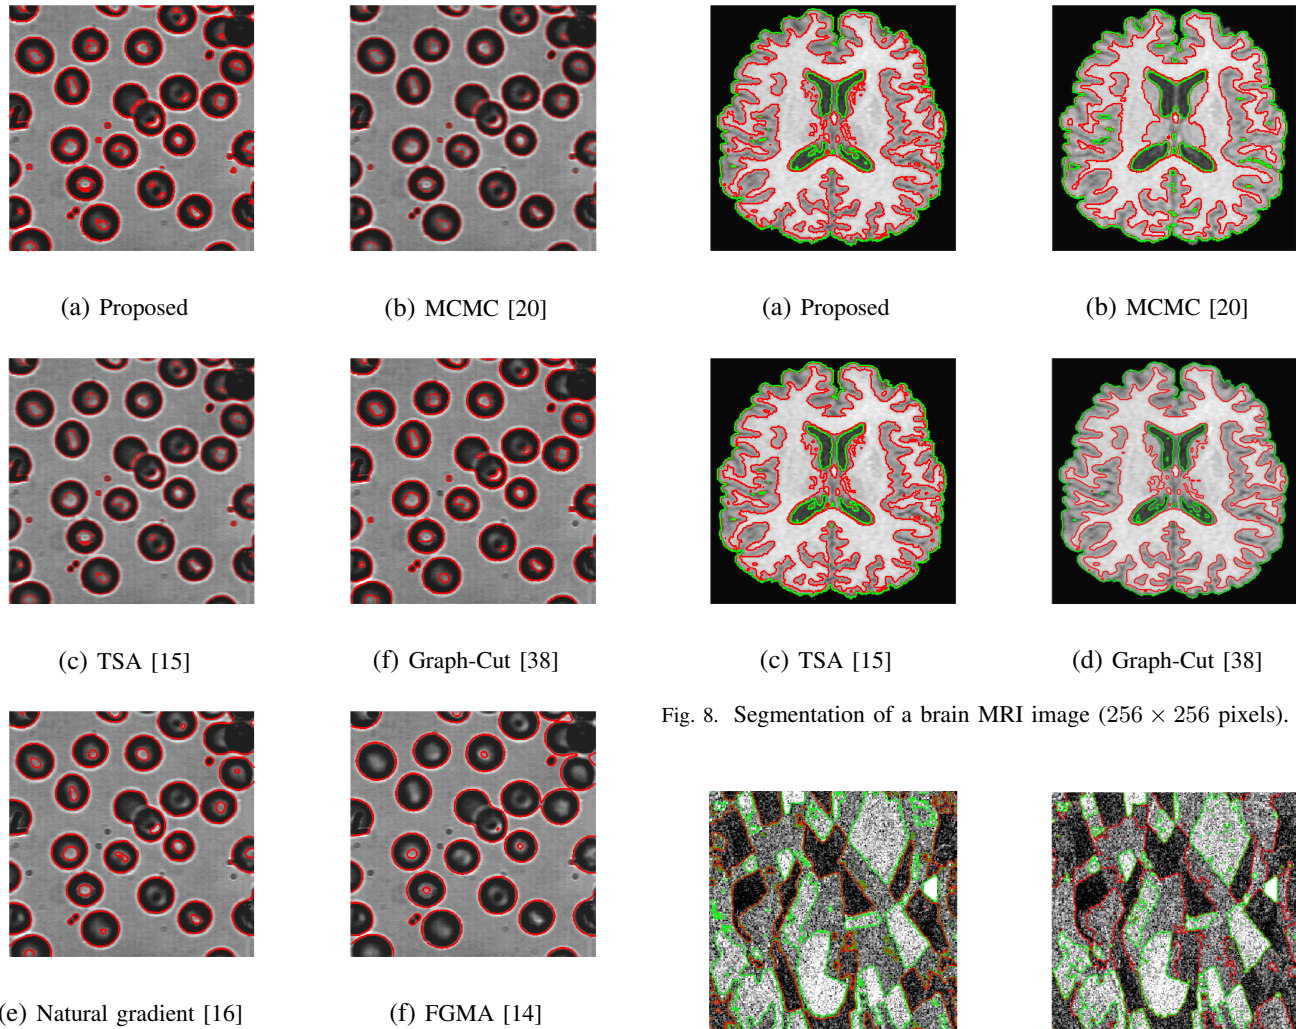 (a) Proposed
(b) MCMC [20]
(c) TSA [15]
(f) Graph-Cut [38]
(e) Natural gradient [16]
(f) FGMA [14]
(a) Proposed
(b) MCMC [20]
(c) TSA [15]
(d) Graph-Cut [38]
Fig. 8. Segmentation of a brain MRI image (256 × 256 pixels).